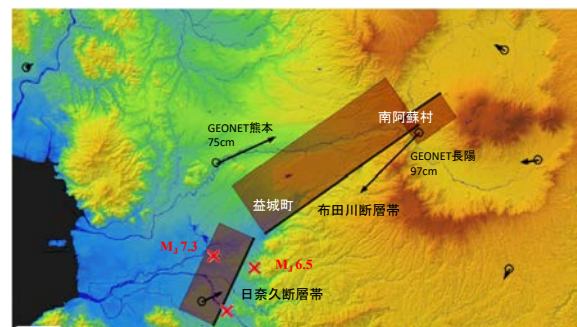 南阿蘇村
GEONET熊本
75cm
GEONET長陽
97cm
益城町
布田川断層帯
MJ 7.3
MJ 6.5
日奈久断層帯